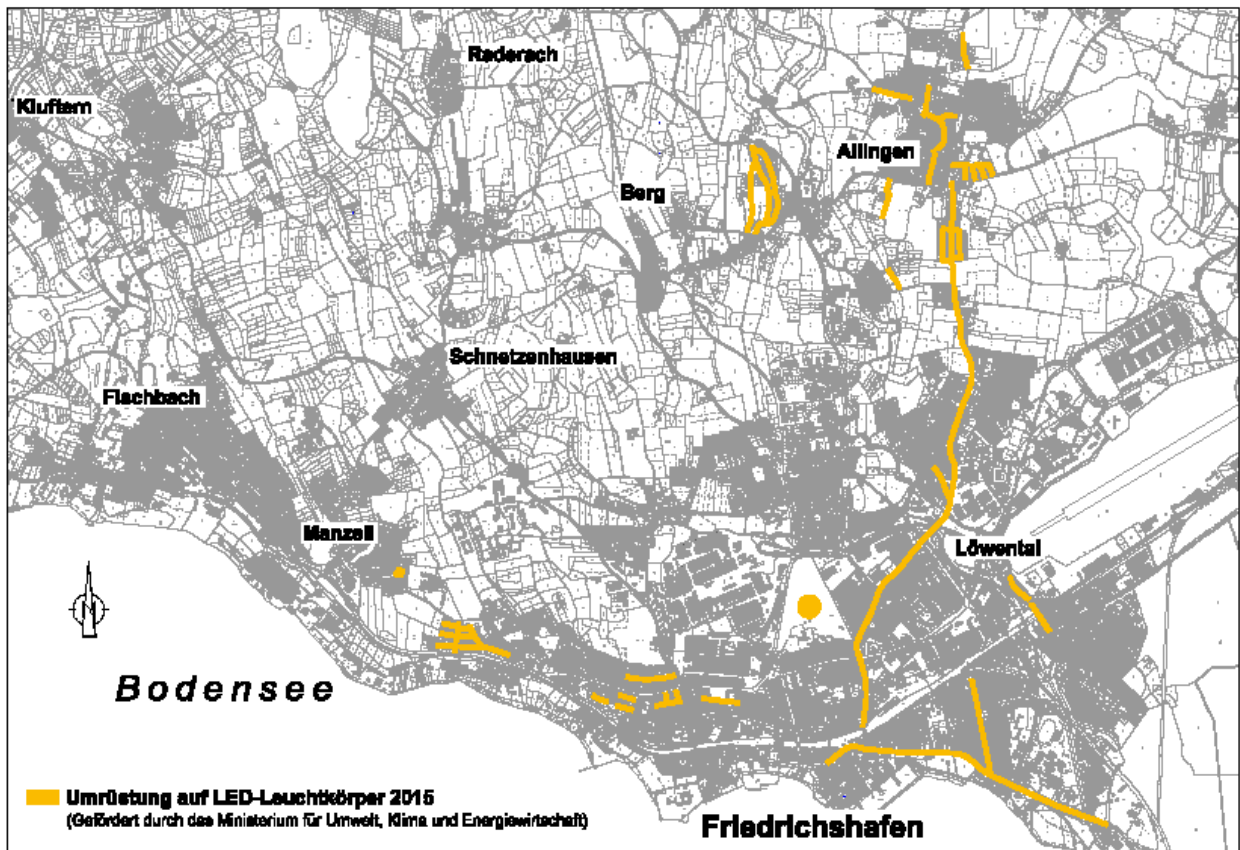 Raderach
Kluftern
Ailingen
Berg
Schnetzenhausen
Fischbach
Manzell
Löwental
N
Bodensee
Umrüstung auf LED-Leuchtkörper 2015
(Gefördert durch das Ministerium für Umwelt, Klima und Energiewirtschaft)
Friedrichshafen